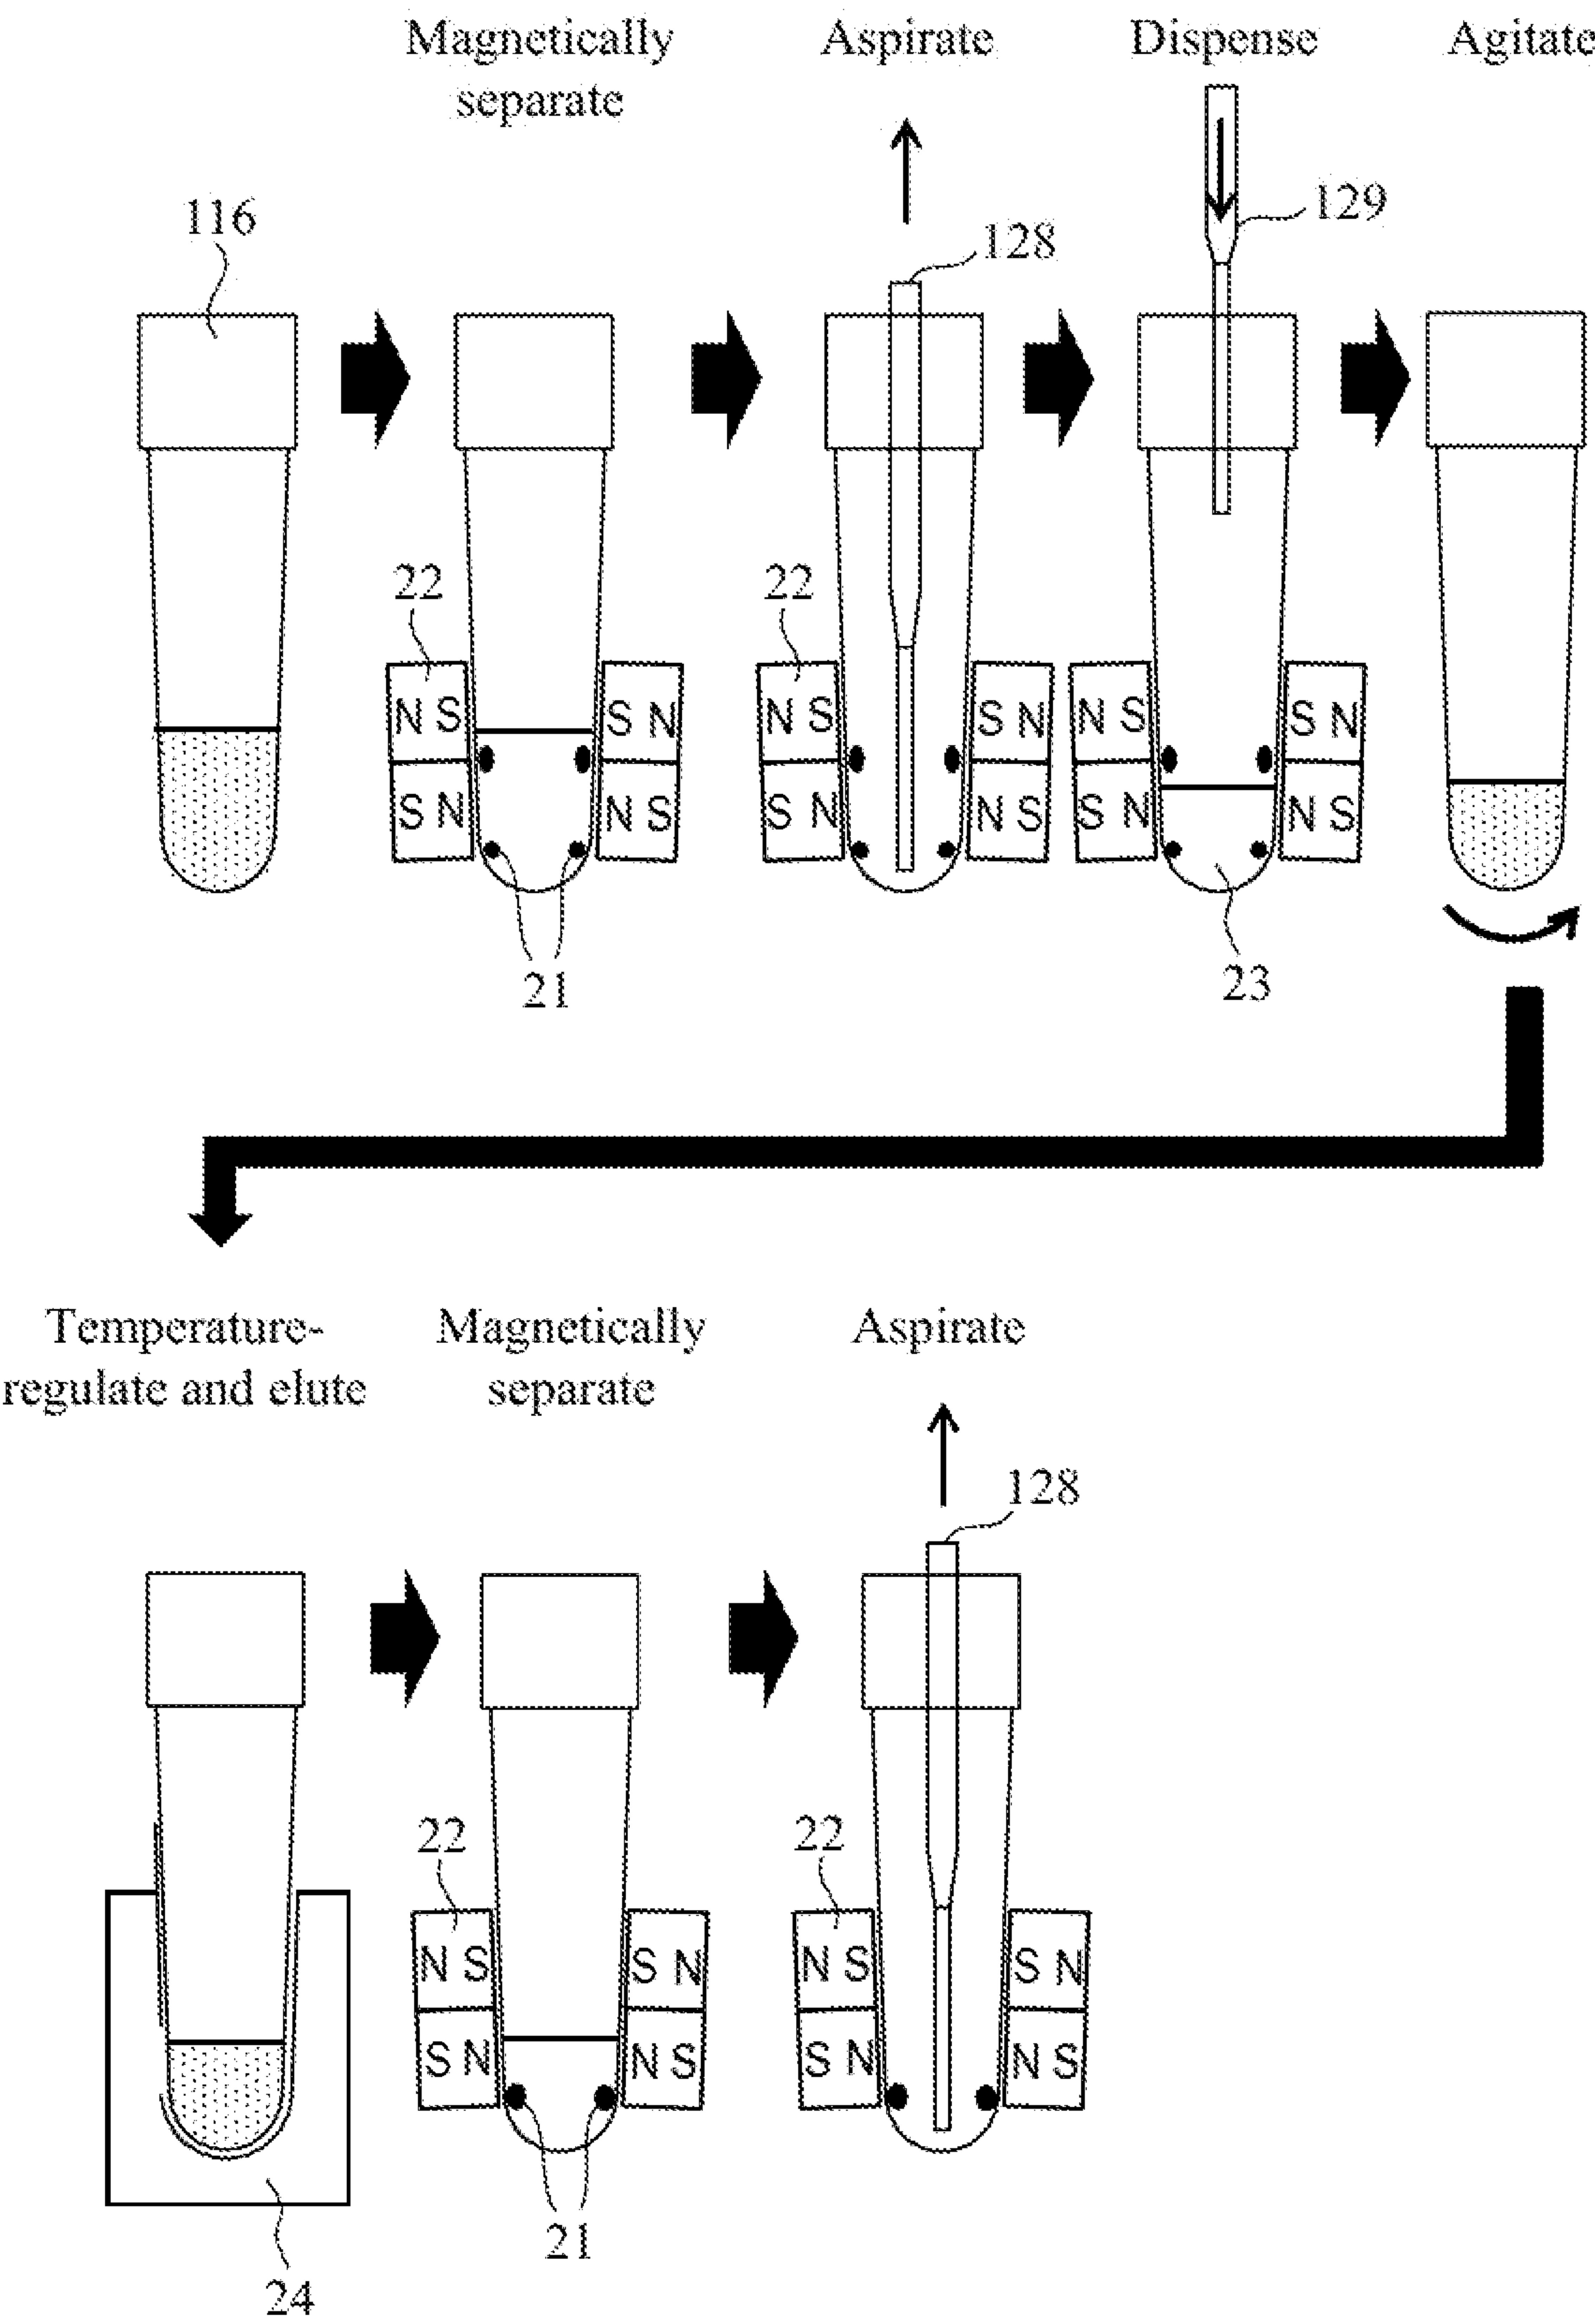 Magnetically
separate
Aspirate
Dispense
Agitate
116
128
129
22
22
N S
S N
N S
S N
N S
S N
S N
N S
S N
N S
S N
N S
21
23
Temperature-
regulate and elute
Magnetically
separate
Aspirate
128
22
22
N S
S N
N S
S N
S N
N S
S N
N S
21
24